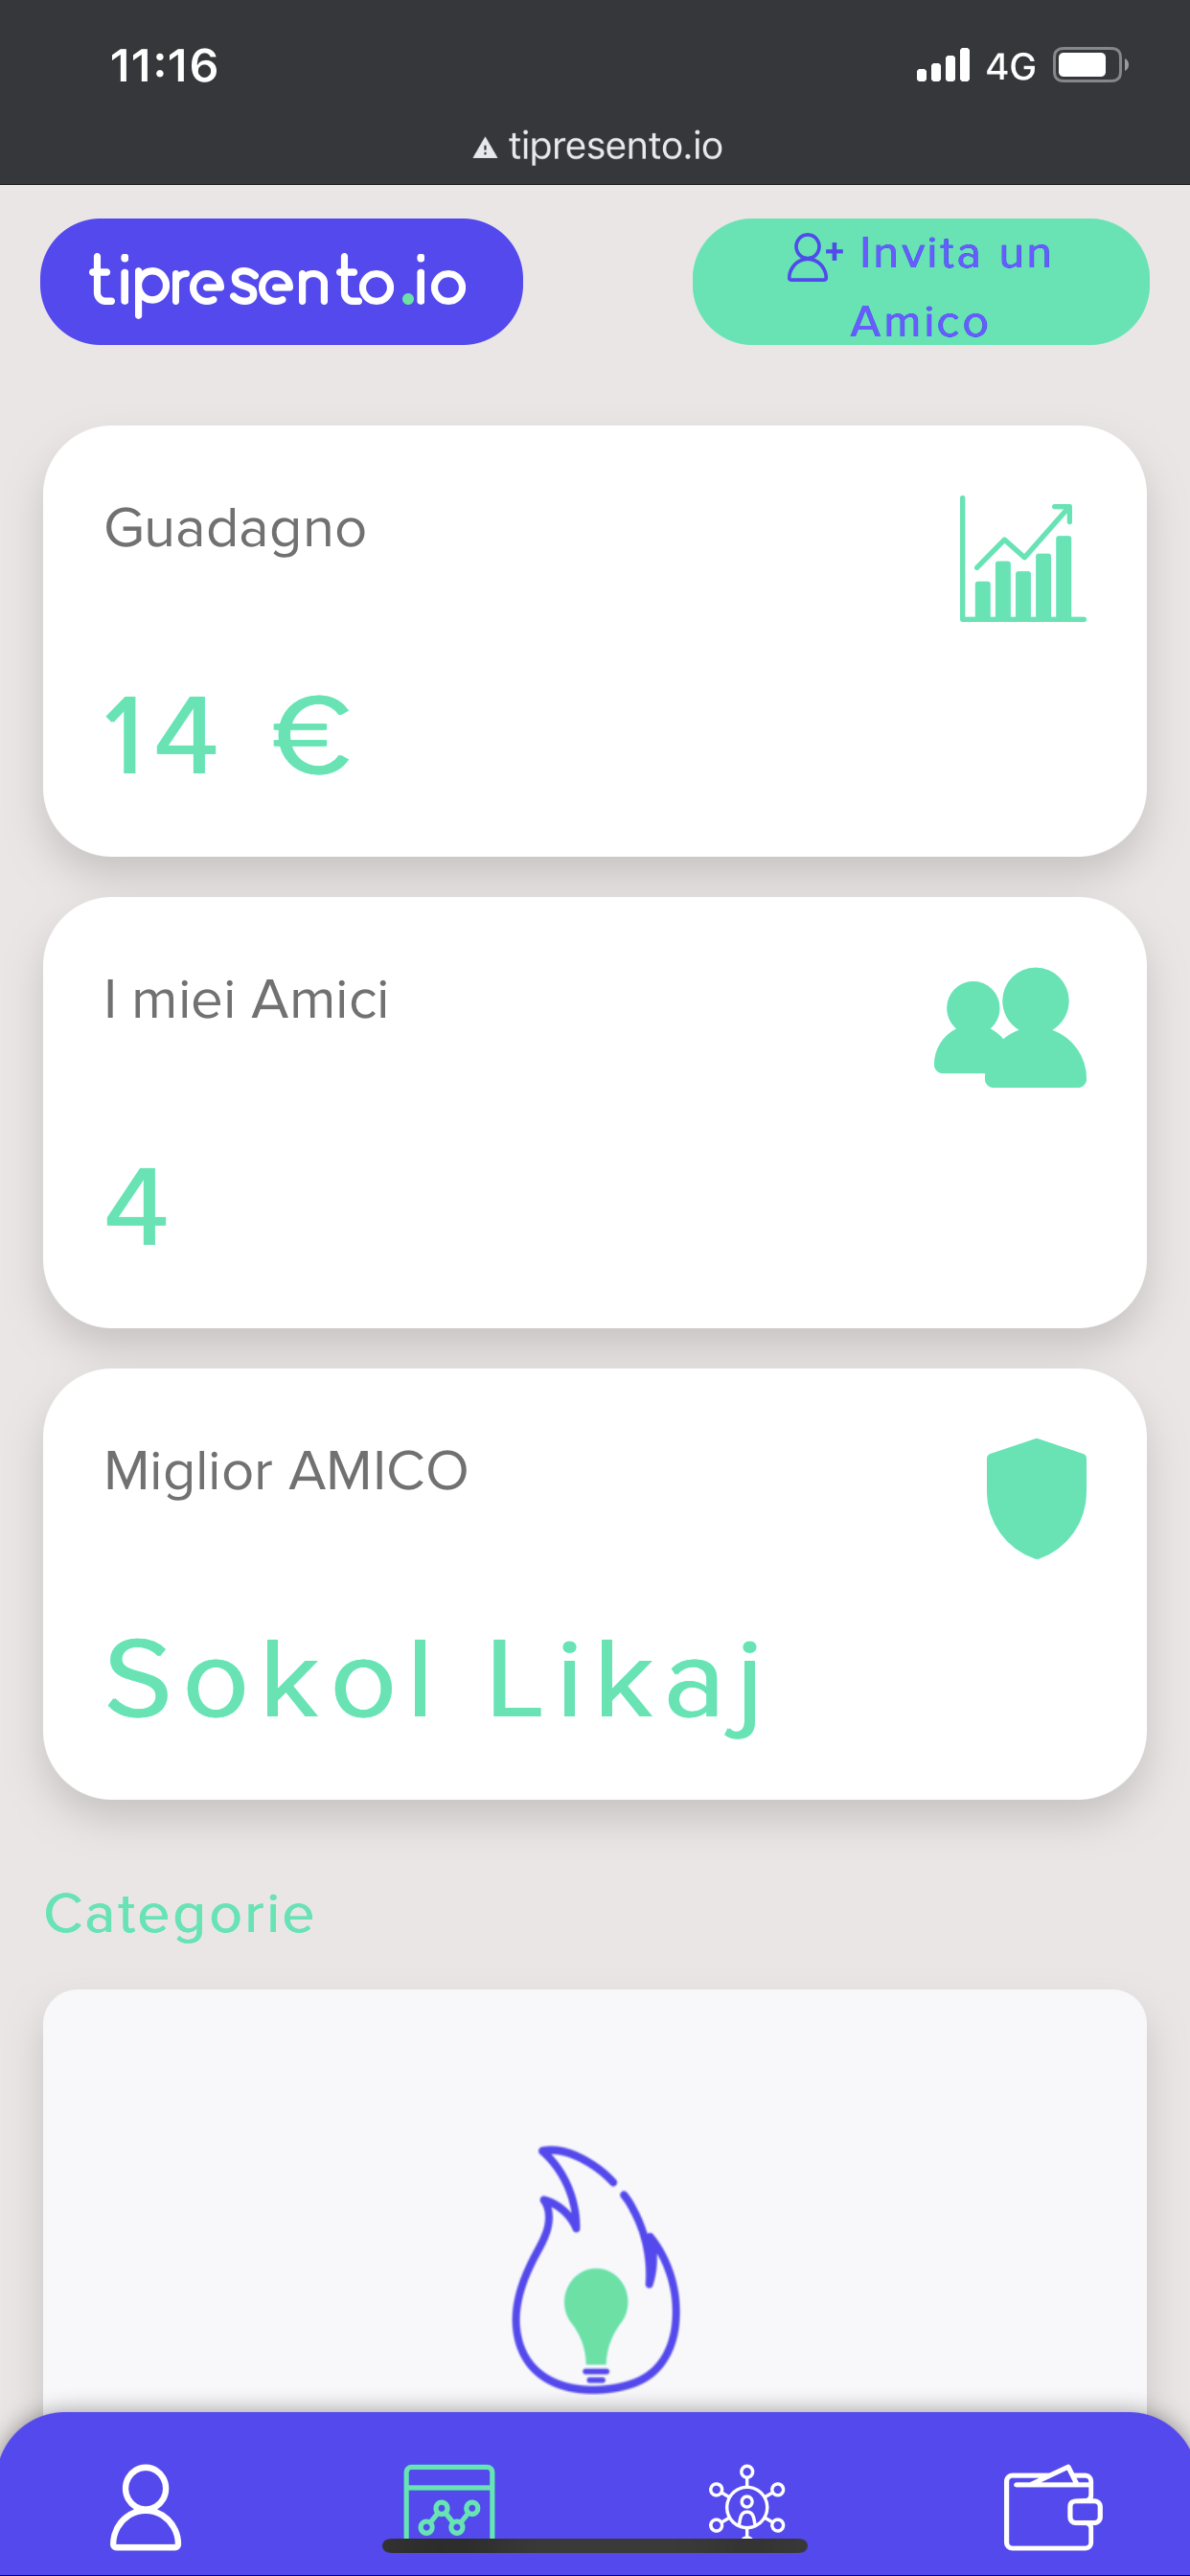 11:16
4G
tipresento.io
tipresento.io
Invita un
Amico
Guadagno
14 €
I miei Amici
4
Miglior AMICO
Sokol Likaj
Categorie